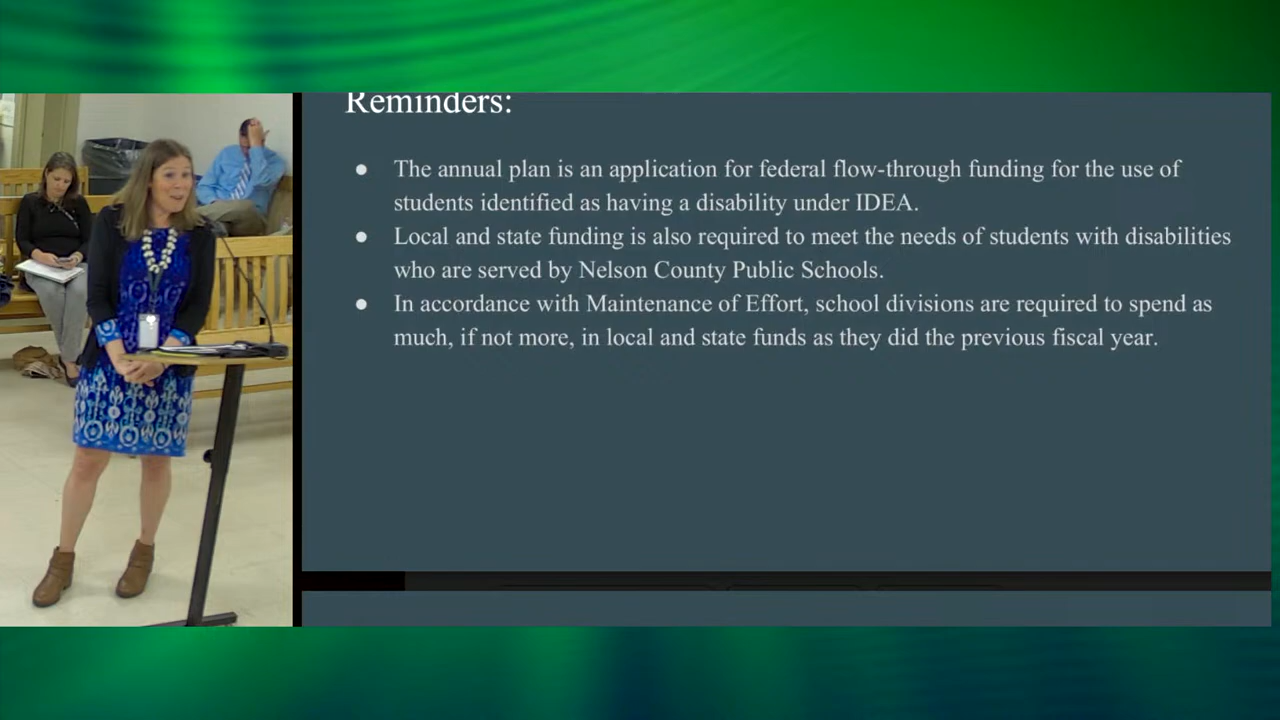 Reminders:
● The annual plan is an application for federal flow-through funding for the use of
students identified as having a disability under IDEA.
● Local and state funding is also required to meet the needs of students with disabilities
who are served by Nelson County Public Schools.
● In accordance with Maintenance of Effort, school divisions are required to spend as
much, if not more, in local and state funds as they did the previous fiscal year.